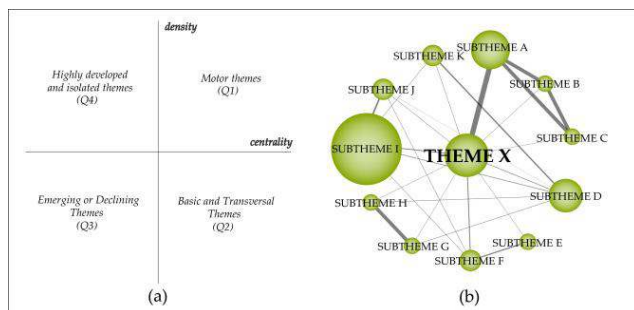 density
Highly developed
and isolated themes
(Q4)
Motor themes
(Q1)
centrality
Emerging or Declining
Themes
(Q3)
Basic and Transversal
Themes
(Q2)
(a)
SUBTHEME A
SUBTHEME K
SUBTHEME B
SUBTHEME J
SUBTHEME C
SUBTHEME I
THEME X
SUBTHEME D
SUBTHEME H
SUBTHEME G
SUBTHEME E
SUBTHEME F
(b)